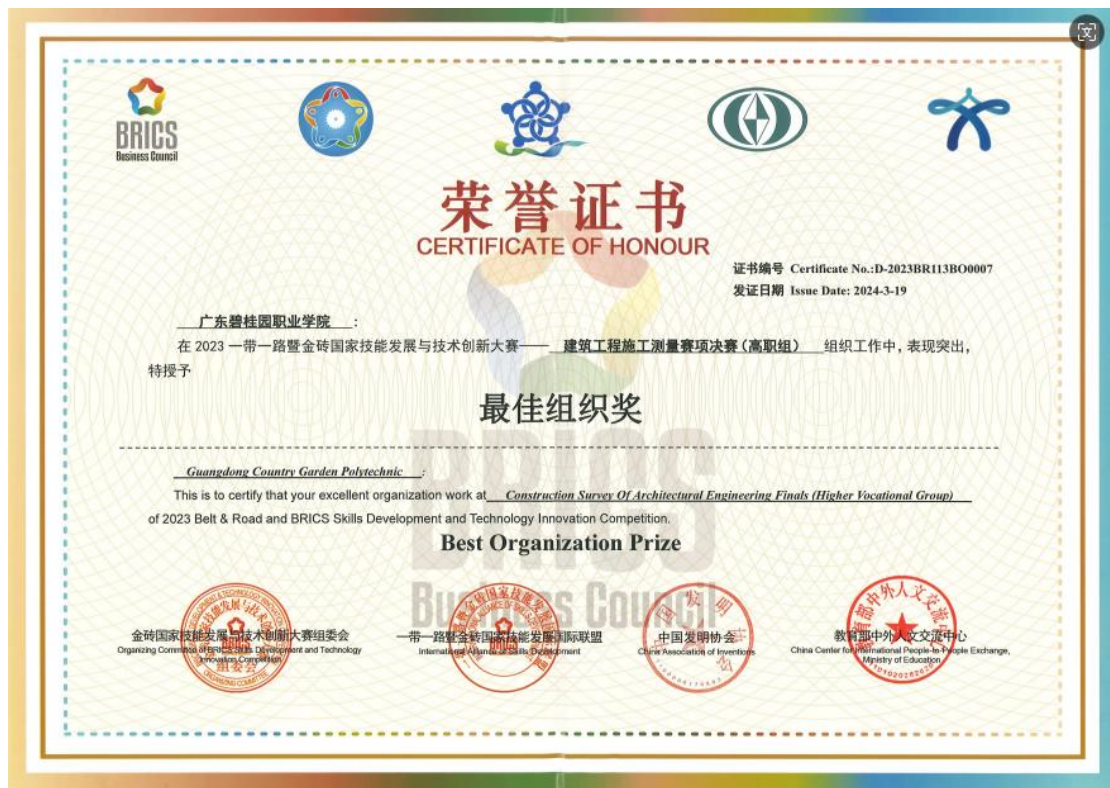 BRICS
Business Council
荣誉证书
CERTIFICATE OF HONOUR
证书编号 Certificate No.:D-2023BR113BO0007
发证日期 Issue Date: 2024-3-19
广东碧桂园职业学院 :
在 2023 一带一路暨金砖国家技能发展与技术创新大赛—— 建筑工程施工测量赛项决赛（高职组） 组织工作中，表现突出，
特授予
最佳组织奖
Guangdong Country Garden Polytechnic :
This is to certify that your excellent organization work at Construction Survey Of Architectural Engineering Finals (Higher Vocational Group)
of 2023 Belt & Road and BRICS Skills Development and Technology Innovation Competition.
Best Organization Prize
BRICS
Business Council
金砖国家技能发展与技术创新大赛组委会
Organizing Committee of BRICS Skills Development and Technology
Innovation Competition
一带一路暨金砖国家技能发展国际联盟
International Alliance of Skills Development
中国发明协会
China Association of Inventions
教育部中外人文交流中心
China Center for International People-to-People Exchange,
Ministry of Education